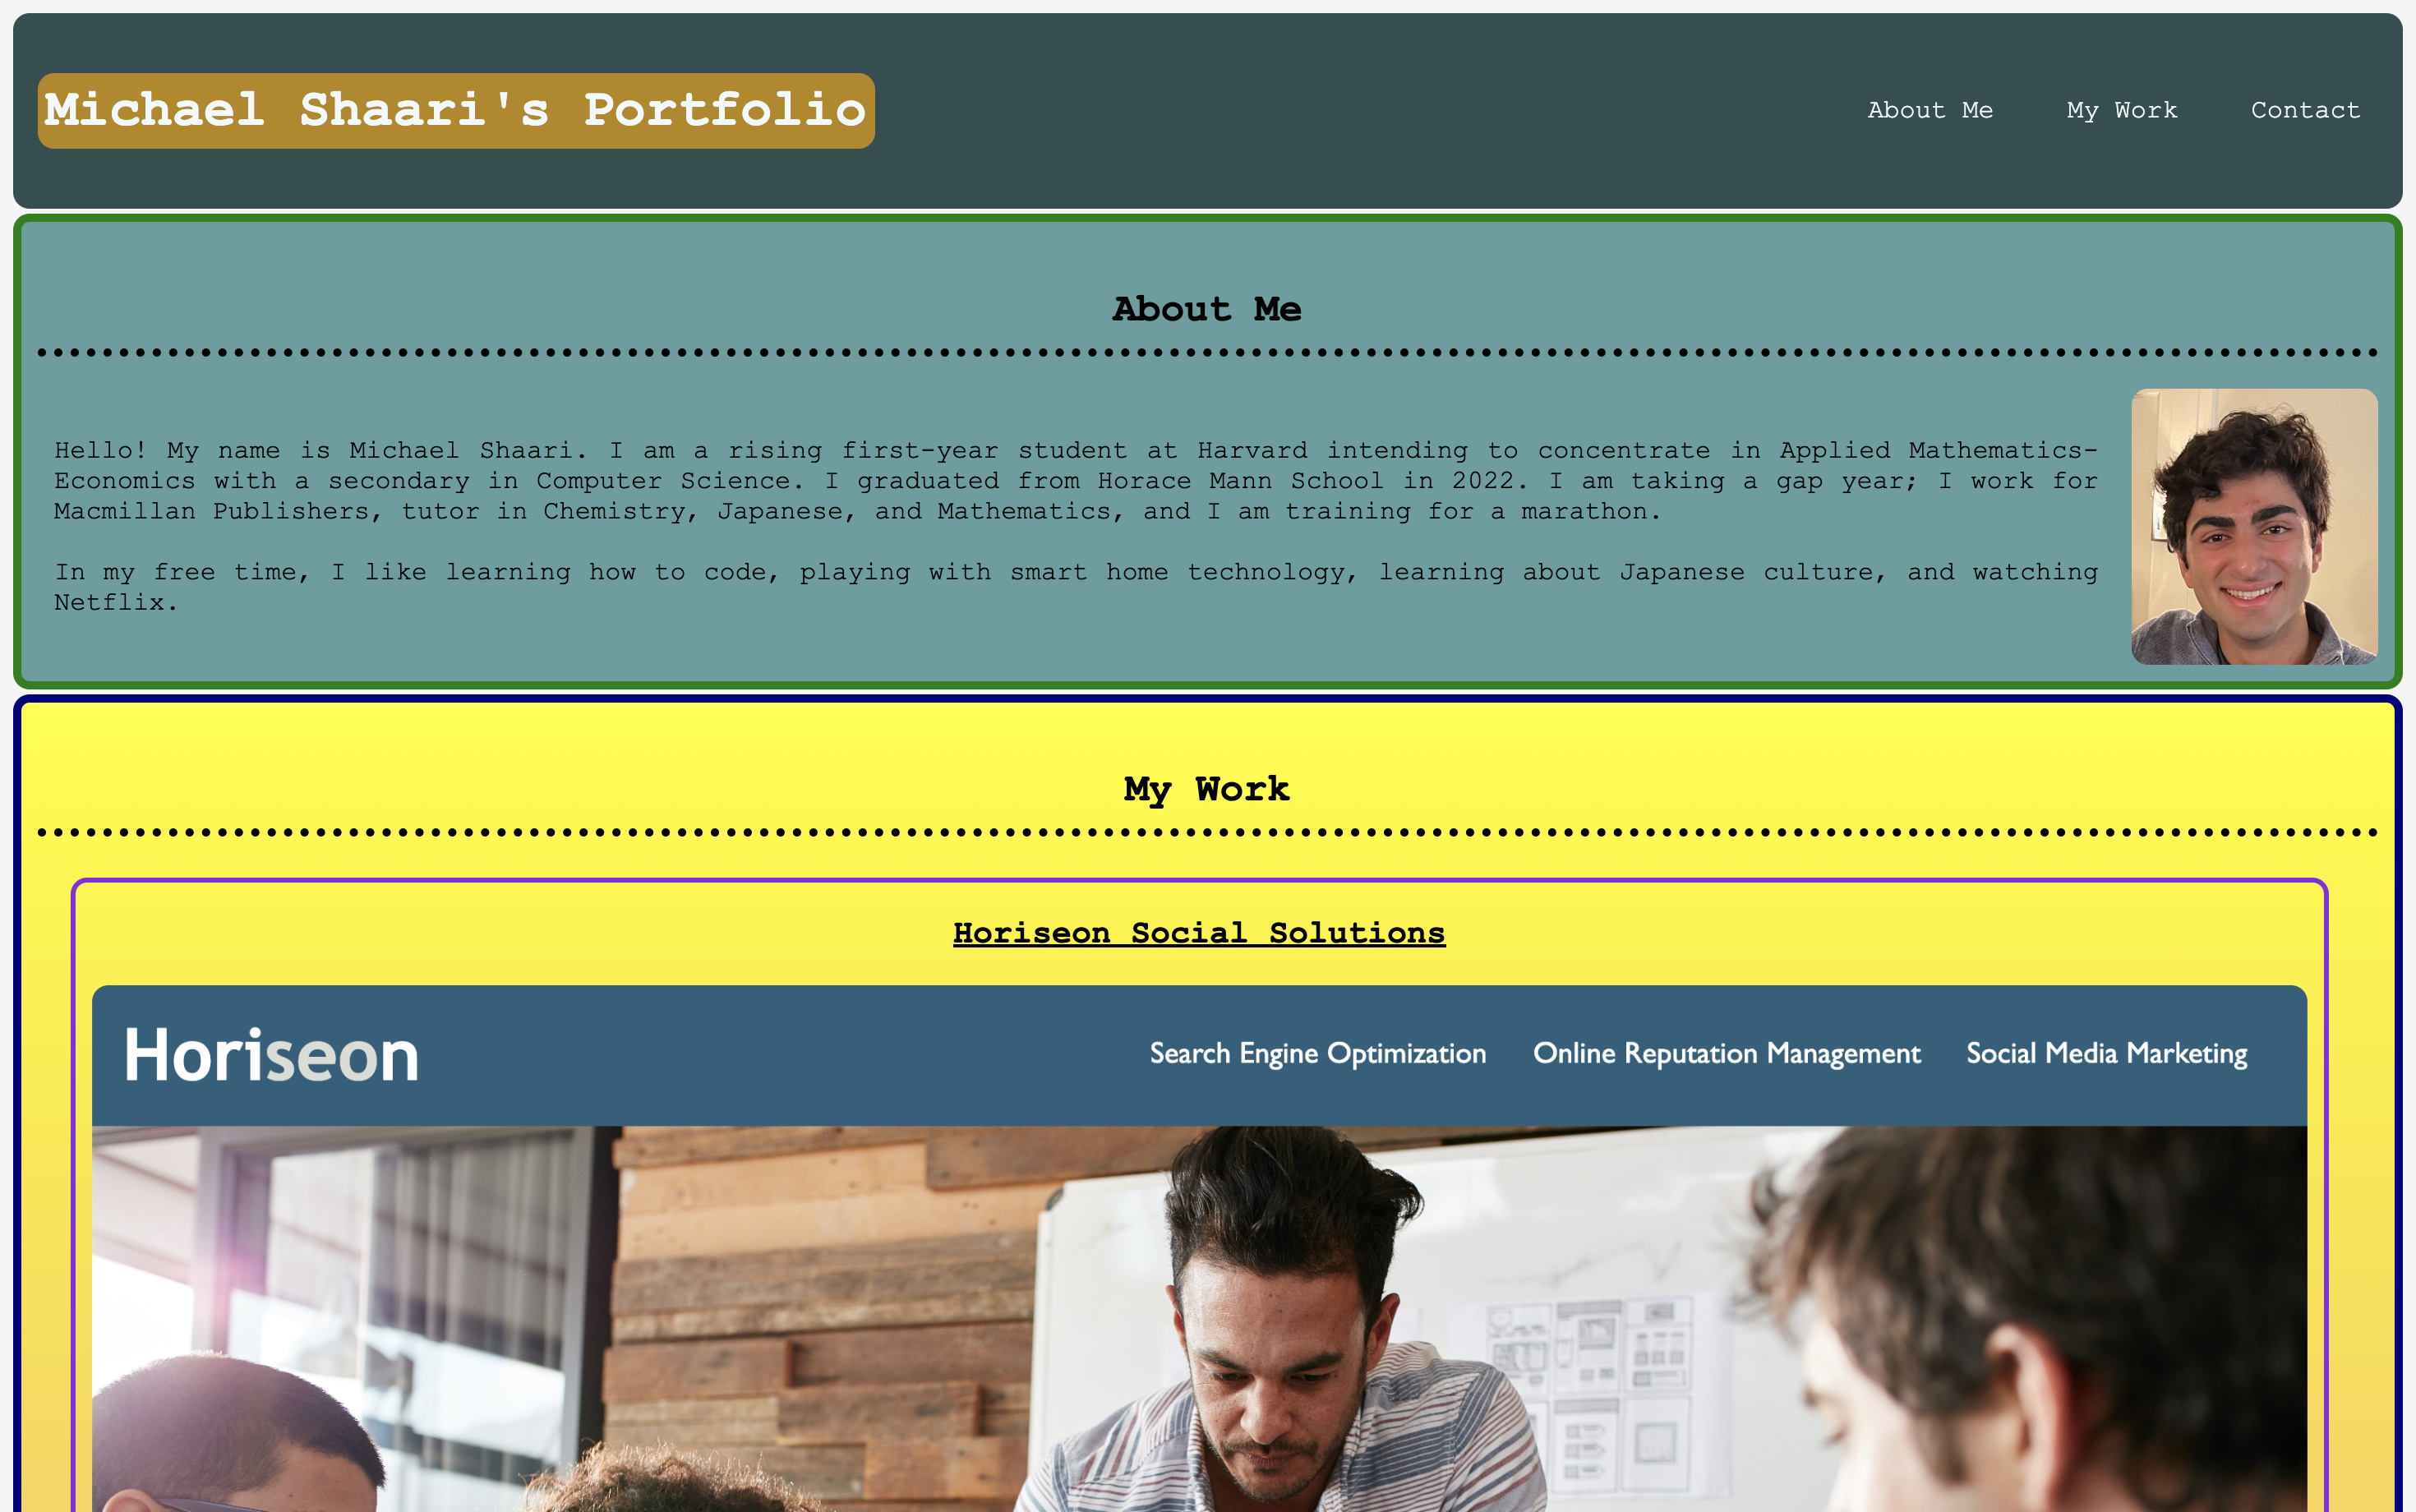 Michael Shaari's Portfolio
About Me
My Work
Contact
About Me
Hello! My name is Michael Shaari. I am a rising first-year student at Harvard intending to concentrate in Applied Mathematics-
Economics with a secondary in Computer Science. I graduated from Horace Mann School in 2022. I am taking a gap year; I work for
Macmillan Publishers, tutor in Chemistry, Japanese, and Mathematics, and I am training for a marathon.
In my free time, I like learning how to code, playing with smart home technology, learning about Japanese culture, and watching
Netflix.
My Work
Horiseon Social Solutions
Horiseon
Search Engine Optimization
Online Reputation Management
Social Media Marketing